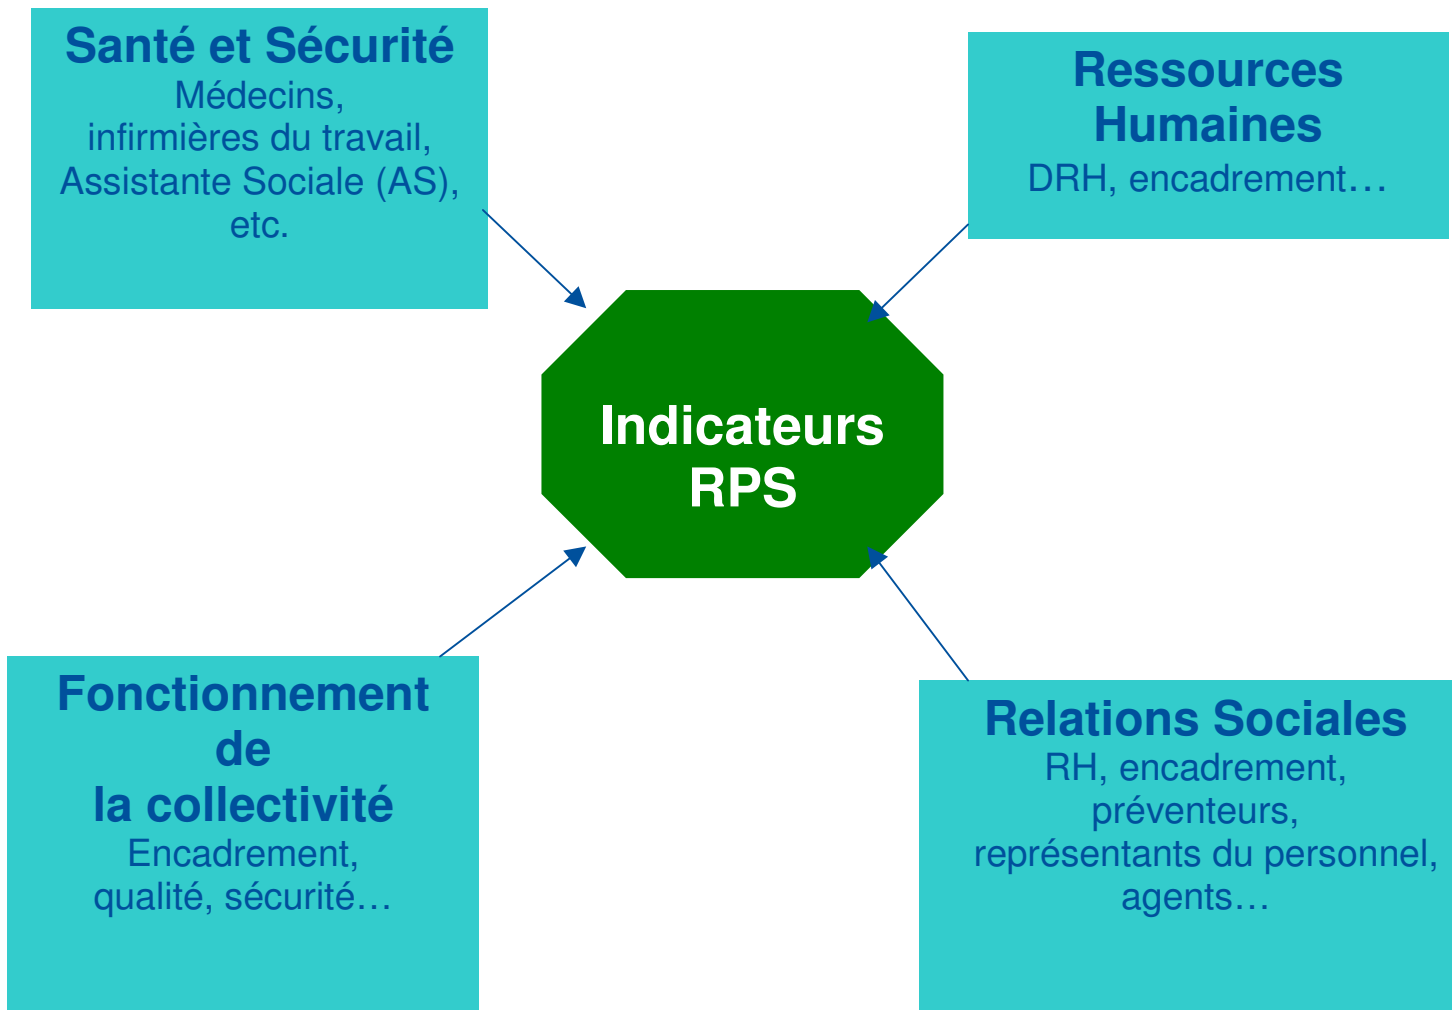 Santé et Sécurité
Médecins,
infirmières du travail,
Assistante Sociale (AS),
etc.
Ressources
Humaines
DRH, encadrement…
Indicateurs
RPS
Fonctionnement
de
la collectivité
Encadrement,
qualité, sécurité…
Relations Sociales
RH, encadrement,
préventeurs,
représentants du personnel,
agents…